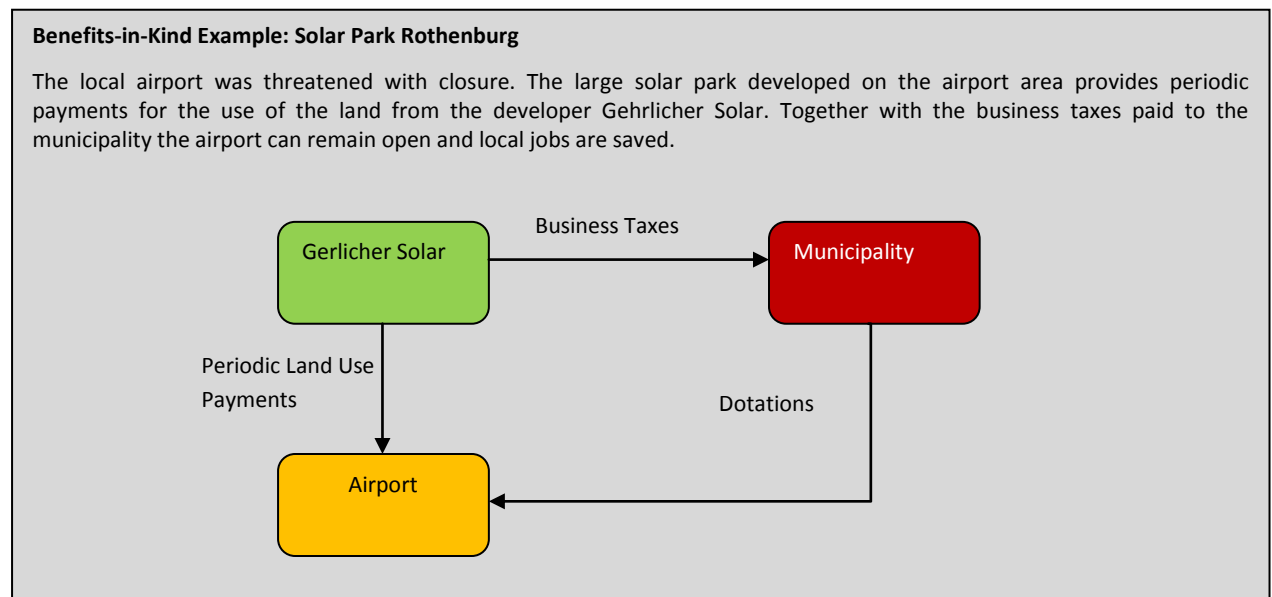 Benefits-in-Kind Example: Solar Park Rothenburg
The local airport was threatened with closure. The large solar park developed on the airport area provides periodic
payments for the use of the land from the developer Gehrlicher Solar. Together with the business taxes paid to the
municipality the airport can remain open and local jobs are saved.
Business Taxes
Gerlicher Solar
Municipality
Periodic Land Use
Payments
Dotations
Airport